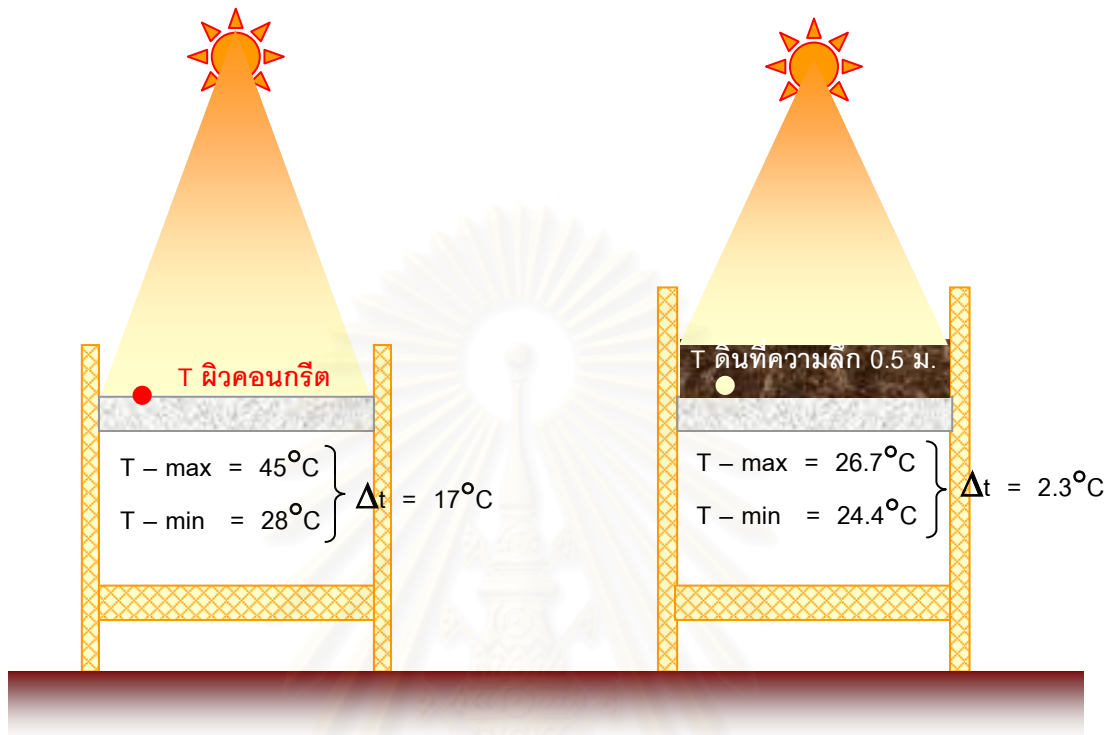 T ผิวคอนกรีต
T – max = 45°C
T – min = 28°C
Δt = 17°C
T ดินที่ความลึก 0.5 ม.
T – max = 26.7°C
T – min = 24.4°C
Δt = 2.3°C